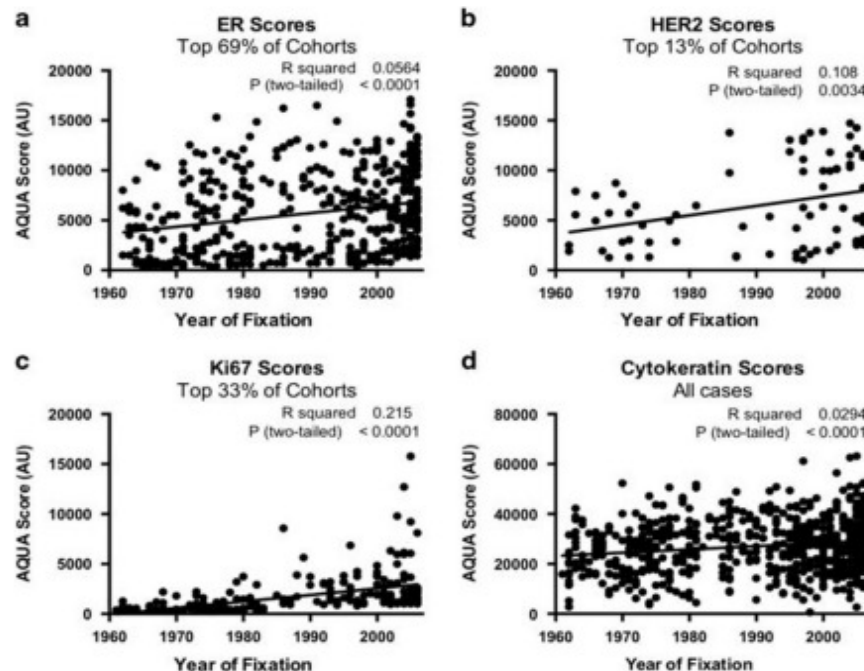 a
ER Scores
Top 69% of Cohorts
R squared 0.0564
P (two-tailed) < 0.0001
AQUA Score (AU)
20000
15000
10000
5000
0
1960 1970 1980 1990 2000
Year of Fixation
b
HER2 Scores
Top 13% of Cohorts
R squared 0.108
P (two-tailed) 0.0034
AQUA Score (AU)
20000
15000
10000
5000
0
1960 1970 1980 1990 2000
Year of Fixation
c
Ki67 Scores
Top 33% of Cohorts
R squared 0.215
P (two-tailed) < 0.0001
AQUA Score (AU)
20000
15000
10000
5000
0
1960 1970 1980 1990 2000
Year of Fixation
d
Cytokeratin Scores
All cases
R squared 0.0294
P (two-tailed) < 0.0001
AQUA Score (AU)
80000
60000
40000
20000
0
1960 1970 1980 1990 2000
Year of Fixation